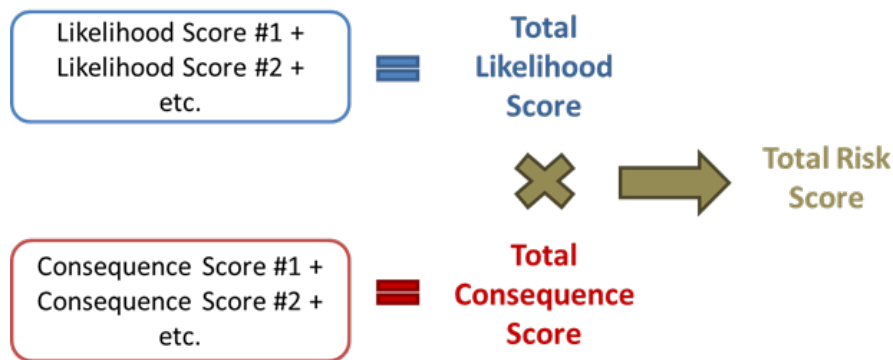 Likelihood Score #1 +
Likelihood Score #2 +
etc.
Total
Likelihood
Score
Total Risk
Score
Consequence Score #1 +
Consequence Score #2 +
etc.
Total
Consequence
Score